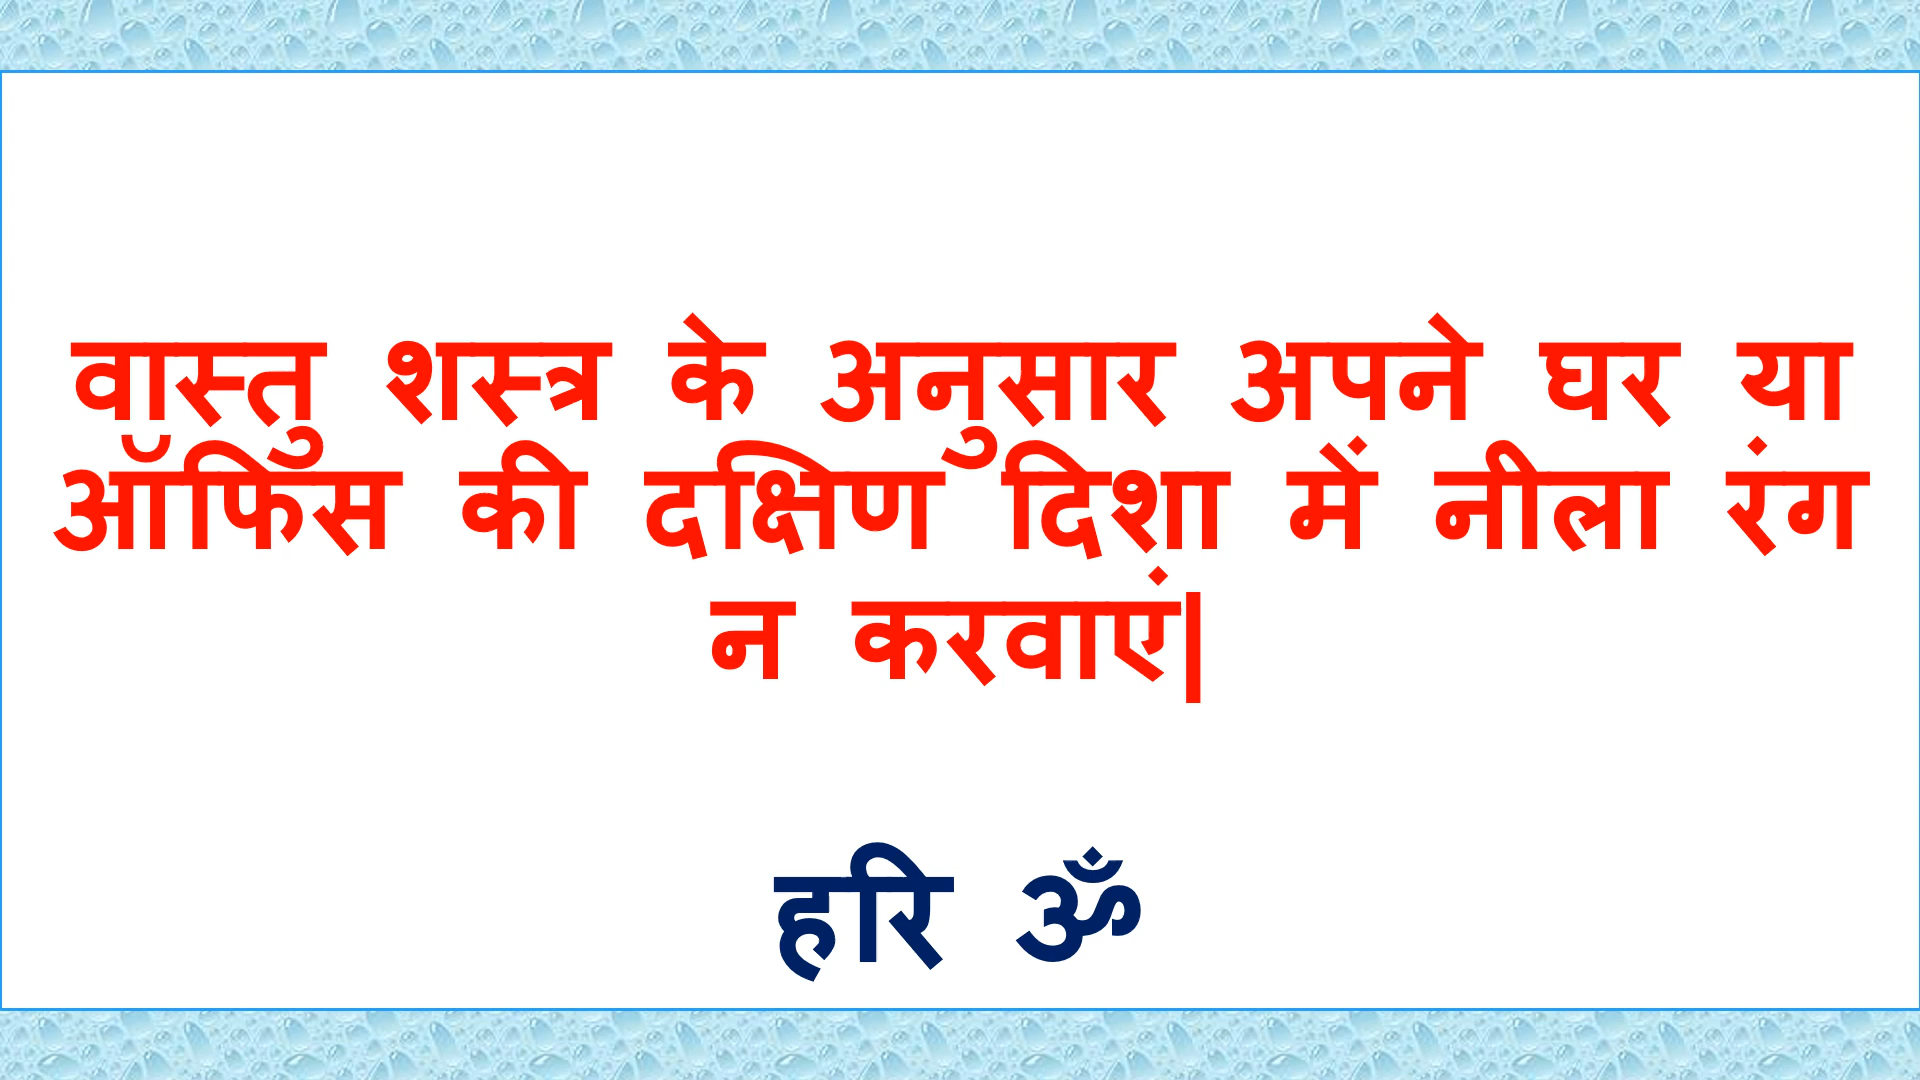 वास्तु शस्त्र के अनुसार अपने घर या
ऑफिस की दक्षिण दिशा में नीला रंग
न करवाएं|
हरि ॐ